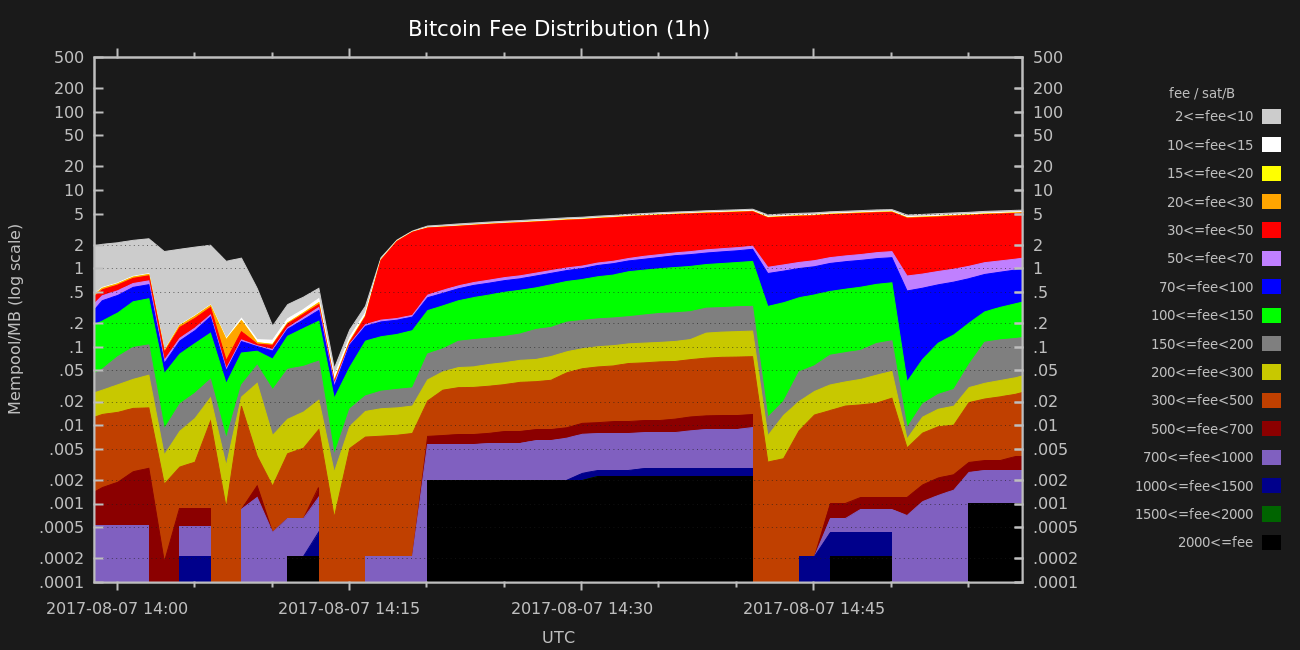 Bitcoin Fee Distribution (1h)
500 500
200 200
100 100
50 50
20 20
10 10
5 5
2 2
1 1
.5 .5
.2 .2
.1 .1
.05 .05
.02 .02
.01 .01
.005 .005
.002 .002
.001 .001
.0005 .0005
.0002 .0002
.0001 .0001
Mempool/MB (log scale)
2017-08-07 14:00 2017-08-07 14:15 2017-08-07 14:30 2017-08-07 14:45
UTC
fee / sat/B
2<=fee<10
10<=fee<15
15<=fee<20
20<=fee<30
30<=fee<50
50<=fee<70
70<=fee<100
100<=fee<150
150<=fee<200
200<=fee<300
300<=fee<500
500<=fee<700
700<=fee<1000
1000<=fee<1500
1500<=fee<2000
2000<=fee